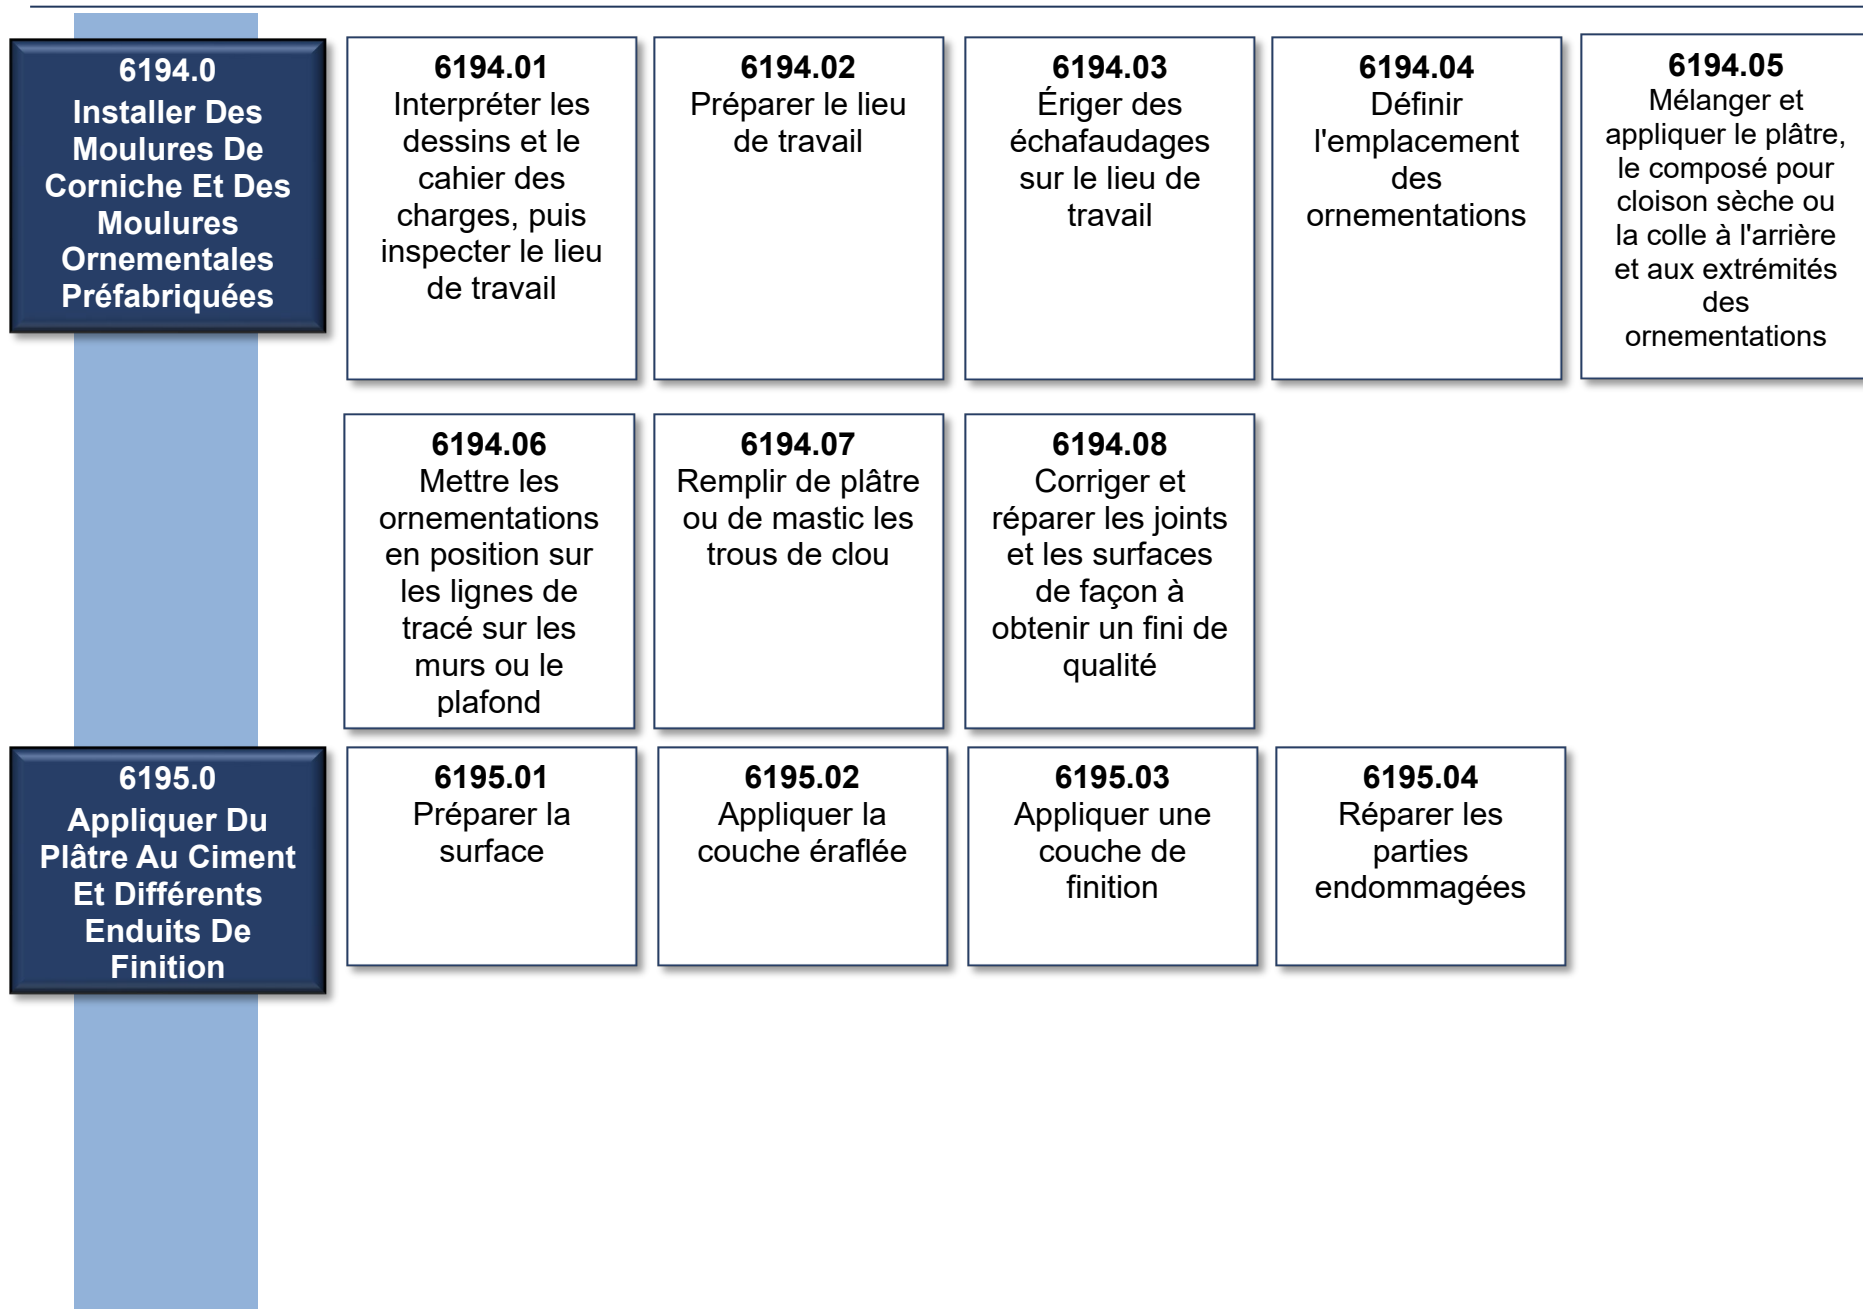 6194.0
Installer Des
Moulures De
Corniche Et Des
Moulures
Ornementales
Préfabriquées
6194.01
Interpréter les
dessins et le
cahier des
charges, puis
inspecter le lieu
de travail
6194.02
Préparer le lieu
de travail
6194.03
Ériger des
échafaudages
sur le lieu de
travail
6194.04
Définir
l'emplacement
des
ornementations
6194.05
Mélanger et
appliquer le plâtre,
le composé pour
cloison sèche ou
la colle à l'arrière
et aux extrémités
des
ornementations
6194.06
Mettre les
ornementations
en position sur
les lignes de
tracé sur les
murs ou le
plafond
6194.07
Remplir de plâtre
ou de mastic les
trous de clou
6194.08
Corriger et
réparer les joints
et les surfaces
de façon à
obtenir un fini de
qualité
6195.0
Appliquer Du
Plâtre Au Ciment
Et Différents
Enduits De
Finition
6195.01
Préparer la
surface
6195.02
Appliquer la
couche éraflée
6195.03
Appliquer une
couche de
finition
6195.04
Réparer les
parties
endommagées